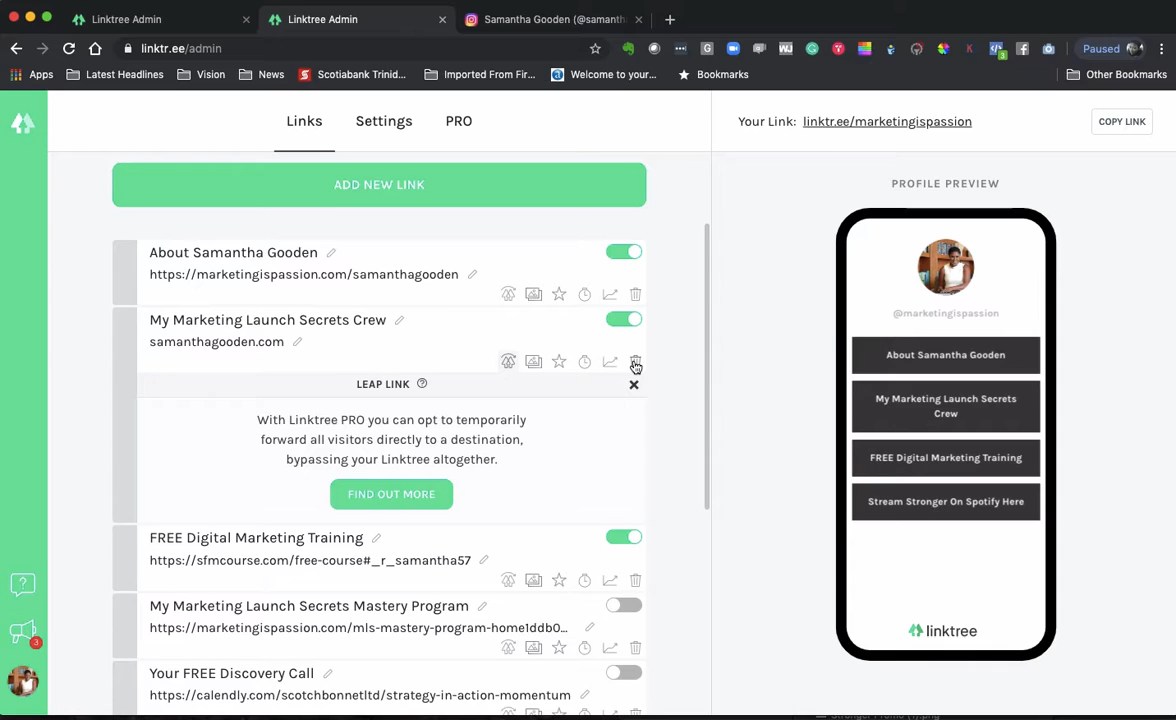 Linktree Admin
Linktree Admin
Samantha Gooden (@samanth
linktr.ee/admin
Paused
Apps
Latest Headlines
Vision
News
Scotiabank Trinid...
Imported From Fir...
Welcome to your...
Bookmarks
Other Bookmarks
Links
Settings
PRO
Your Link: linktr.ee/marketingispassion
COPY LINK
ADD NEW LINK
PROFILE PREVIEW
About Samantha Gooden
https://marketingispassion.com/samanthagooden
My Marketing Launch Secrets Crew
samanthagooden.com
LEAP LINK
With Linktree PRO you can opt to temporarily
forward all visitors directly to a destination,
bypassing your Linktree altogether.
FIND OUT MORE
FREE Digital Marketing Training
https://sfmcourse.com/free-course#_r_samantha57
My Marketing Launch Secrets Mastery Program
https://marketingispassion.com/mls-mastery-program-home1ddb0...
Your FREE Discovery Call
https://calendly.com/scotchbonnetltd/strategy-in-action-momentum
@marketingispassion
About Samantha Gooden
My Marketing Launch Secrets
Crew
FREE Digital Marketing Training
Stream Stronger On Spotify Here
linktree
3
3